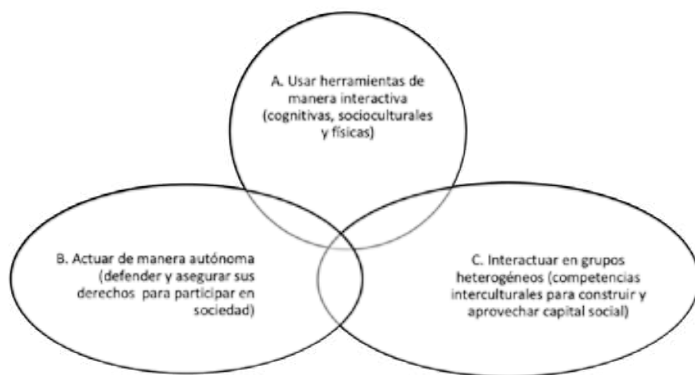 A. Usar herramientas de
manera interactiva
(cognitivas, socioculturales
y físicas)
B. Actuar de manera autónoma
(defender y asegurar sus
derechos para participar en
sociedad)
C. Interactuar en grupos
heterogéneos (competencias
interculturales para construir y
aprovechar capital social)